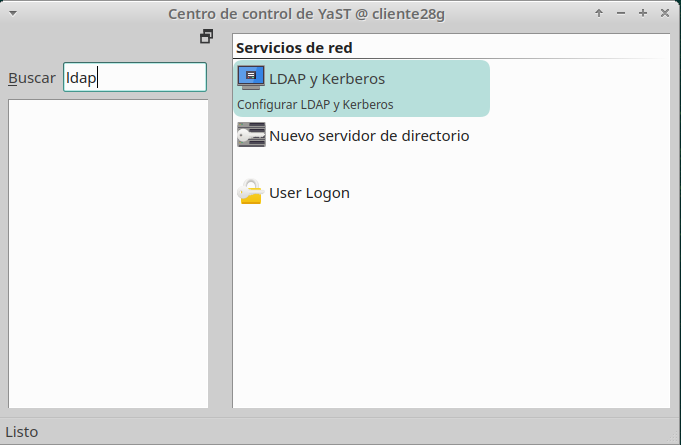 Centro de control de YaST @ cliente28g
Buscar ldap
Servicios de red
LDAP y Kerberos
Configurar LDAP y Kerberos
Nuevo servidor de directorio
User Logon
Listo